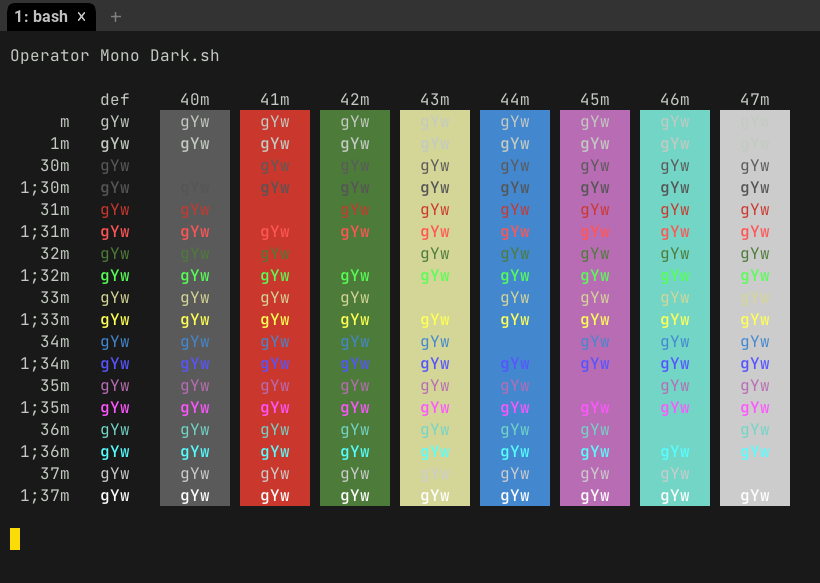 1: bash × +
Operator Mono Dark.sh
def 40m 41m 42m 43m 44m 45m 46m 47m
m gYw gYw gYw gYw gYw gYw gYw gYw gYw
1m gYw gYw gYw gYw gYw gYw gYw gYw gYw
30m gYw gYw gYw gYw gYw gYw gYw gYw
1;30m gYw gYw gYw gYw gYw gYw gYw gYw gYw
31m gYw gYw gYw gYw gYw gYw gYw gYw
1;31m gYw gYw gYw gYw gYw gYw gYw gYw gYw
32m gYw gYw gYw gYw gYw gYw gYw gYw
1;32m gYw gYw gYw gYw gYw gYw gYw gYw gYw
33m gYw gYw gYw gYw gYw gYw gYw gYw
1;33m gYw gYw gYw gYw gYw gYw gYw gYw gYw
34m gYw gYw gYw gYw gYw gYw gYw gYw
1;34m gYw gYw gYw gYw gYw gYw gYw gYw gYw
35m gYw gYw gYw gYw gYw gYw gYw gYw
1;35m gYw gYw gYw gYw gYw gYw gYw gYw gYw
36m gYw gYw gYw gYw gYw gYw gYw gYw
1;36m gYw gYw gYw gYw gYw gYw gYw gYw gYw
37m gYw gYw gYw gYw gYw gYw gYw gYw gYw
1;37m gYw gYw gYw gYw gYw gYw gYw gYw gYw